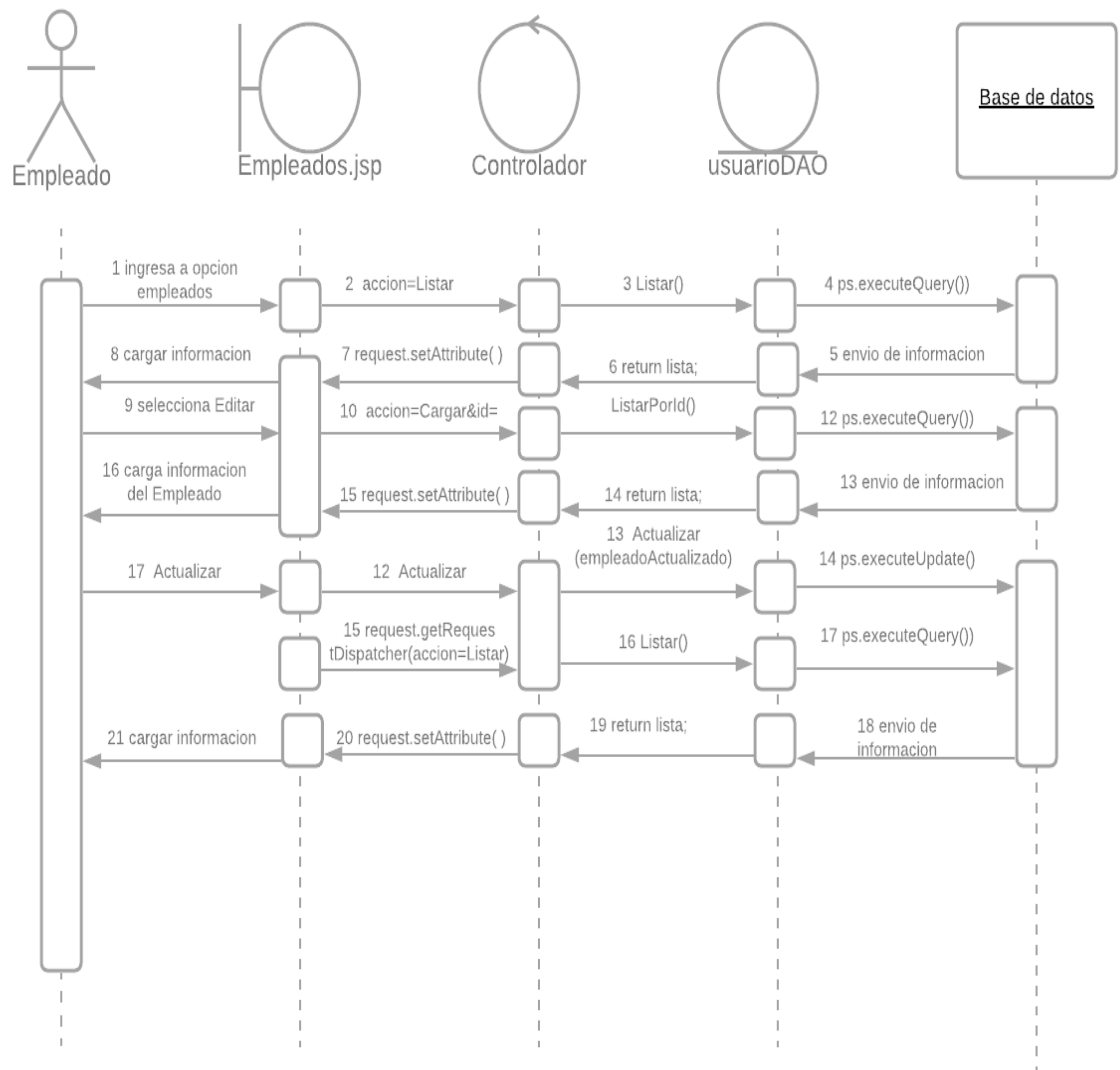 Base de datos
Empleado
Empleados.jsp
Controlador
usuarioDAO
1 ingresa a opcion
empleados
2 accion=Listar
3 Listar()
4 ps.executeQuery())
8 cargar informacion
7 request.setAttribute( )
6 return lista;
5 envio de informacion
9 selecciona Editar
10 accion=Cargar&id=
ListarPorId()
12 ps.executeQuery())
16 carga informacion
del Empleado
15 request.setAttribute( )
14 return lista;
13 envio de informacion
17 Actualizar
12 Actualizar
13 Actualizar
(empleadoActualizado)
14 ps.executeUpdate()
15 request.getReques
tDispatcher(accion=Listar)
16 Listar()
17 ps.executeQuery())
21 cargar informacion
20 request.setAttribute( )
19 return lista;
18 envio de
informacion